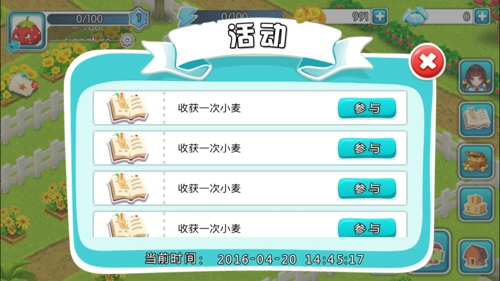 0/100
0/100
991
0
活动
收获一次小麦 参与
收获一次小麦 参与
收获一次小麦 参与
收获一次小麦 参与
当前时间： 2016-04-20 14:45:17